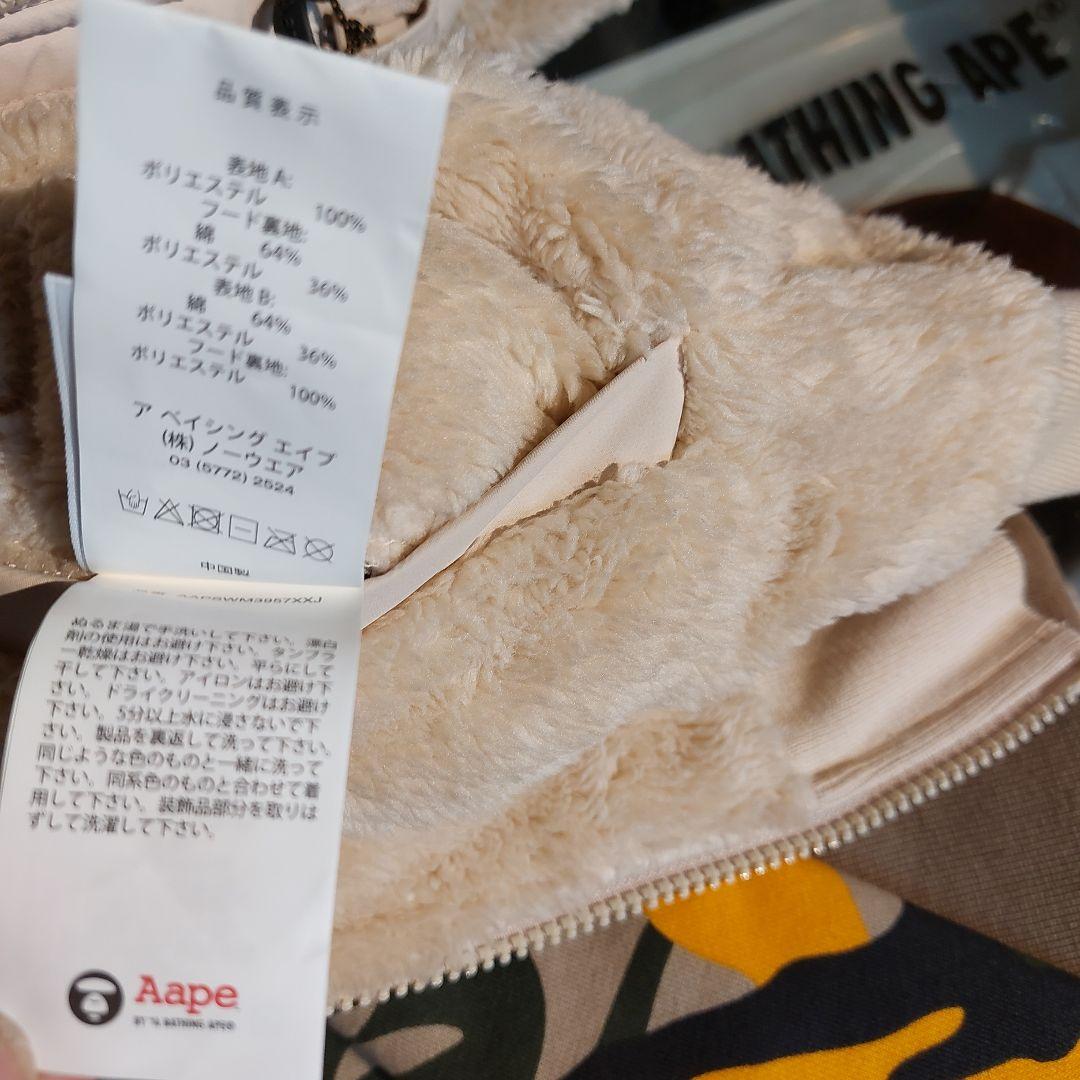 品質表示
表地 A:
ポリエステル 100%
フード裏地:
綿 64%
ポリエステル 36%
表地 B:
綿 64%
ポリエステル 36%
フード裏地:
ポリエステル 100%
ア ベイシング エイプ
(株) ノーウエア
03 (5772) 2524
中国製
AAPSWM3957XXJ
ぬるま湯で手洗いして下さい。漂白
剤の使用はお避け下さい。タンブラ
ー乾燥はお避け下さい。平らにして
干して下さい。アイロンはお避け下
さい。ドライクリーニングはお避け
下さい。5分以上水に浸さないで下
さい。製品を裏返して洗って下さい。
同じような色のものと一緒に洗って
下さい。同系色のものと合わせて着
用して下さい。装飾品部分を取りは
ずして洗濯して下さい。
Aape
BY *A BATHING APE®
ATHING APE®